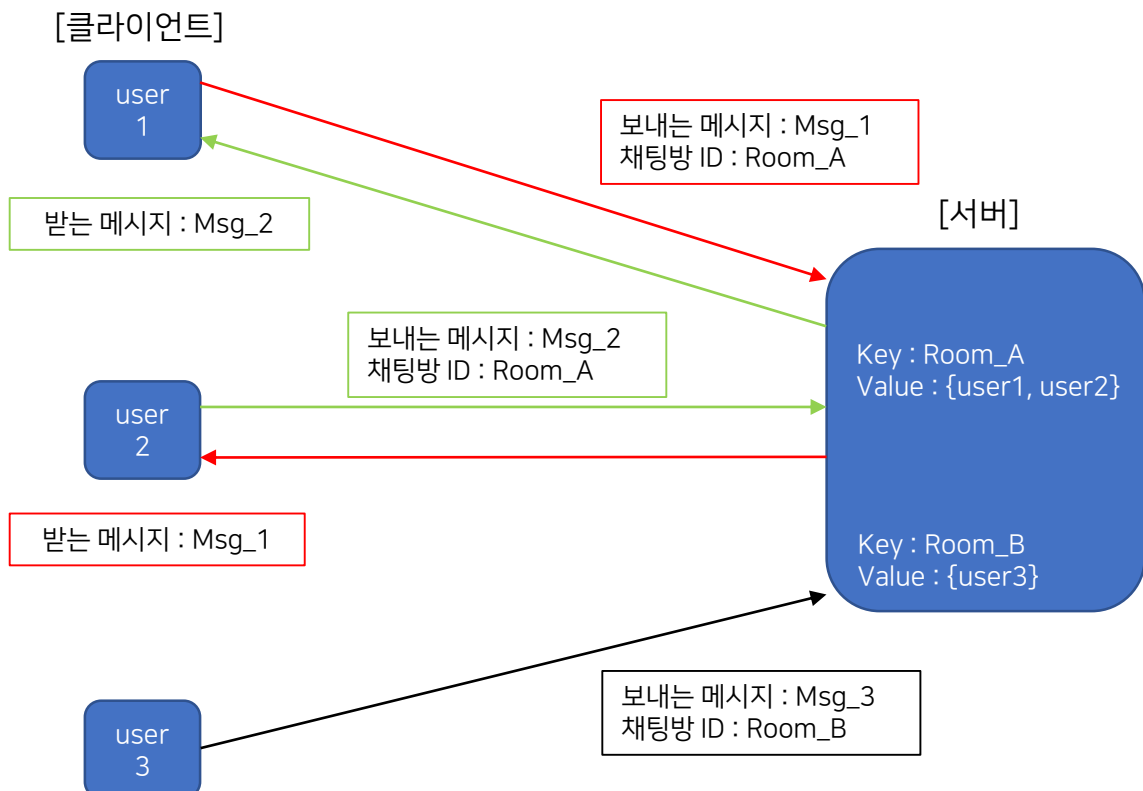 [클라이언트]
user
1
보내는 메시지 : Msg_1
채팅방 ID : Room_A
받는 메시지 : Msg_2
[서버]
보내는 메시지 : Msg_2
채팅방 ID : Room_A
Key : Room_A
Value : {user1, user2}
user
2
받는 메시지 : Msg_1
Key : Room_B
Value : {user3}
보내는 메시지 : Msg_3
채팅방 ID : Room_B
user
3